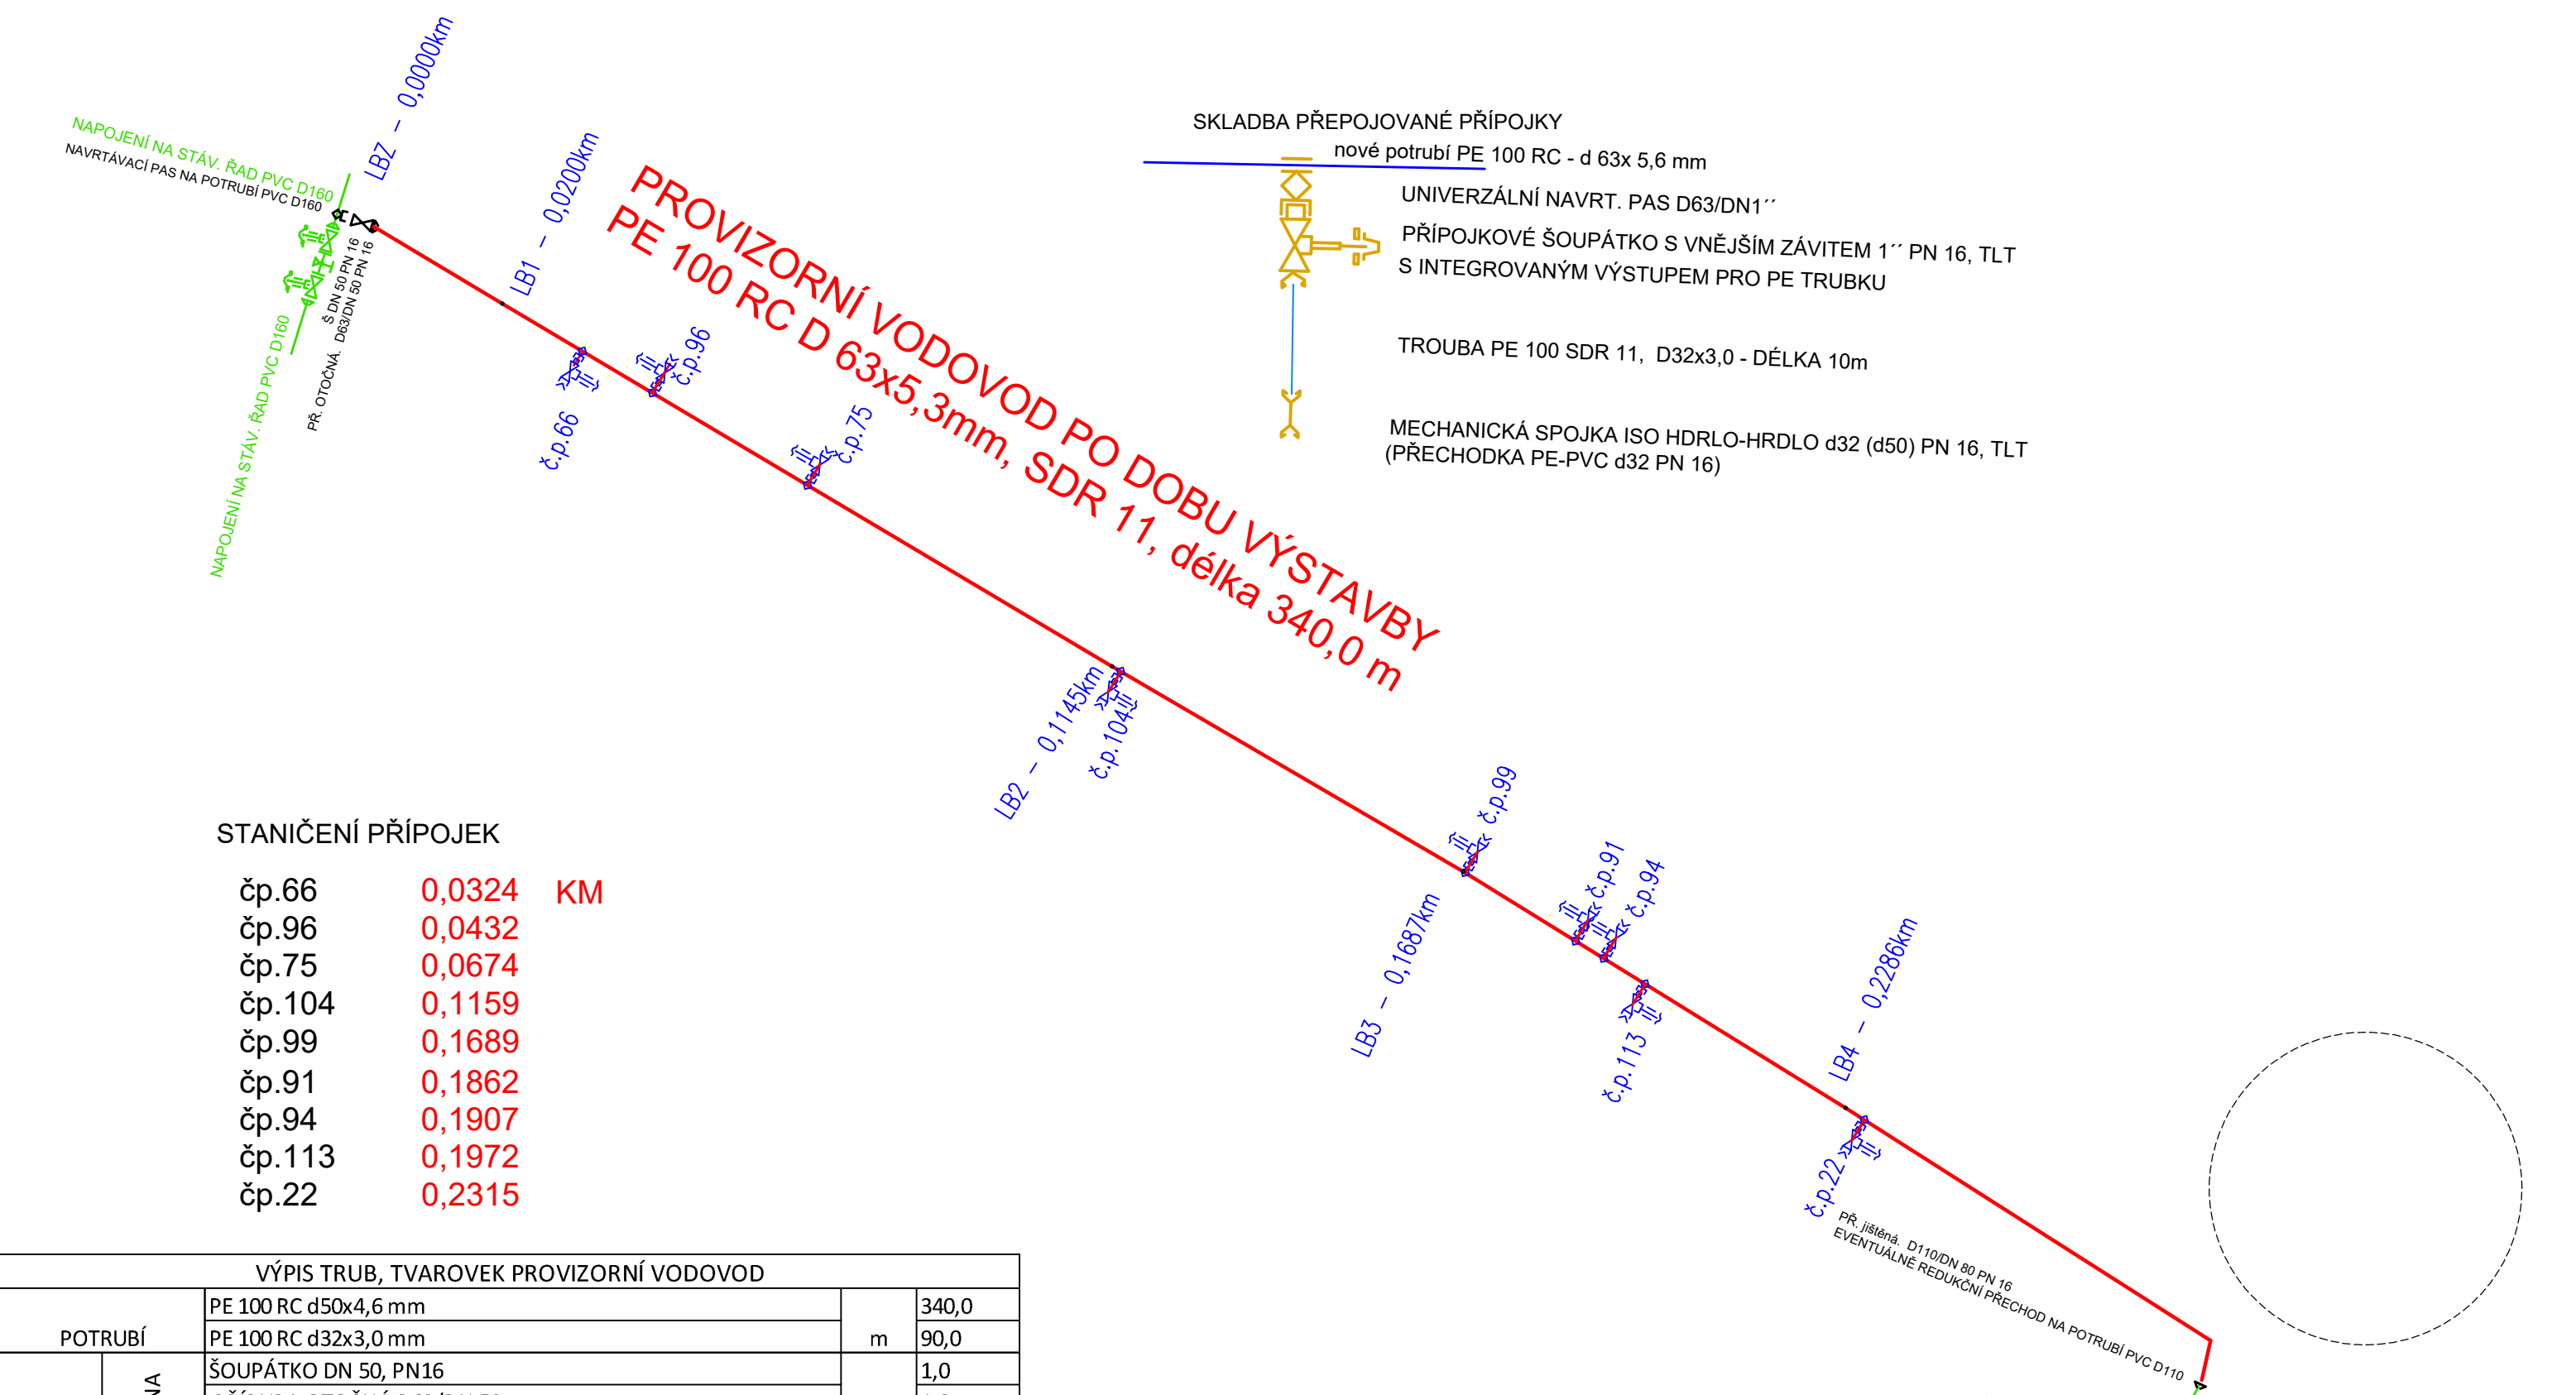 LBZ – 0,0000km
NAPOJENÍ NA STÁV. ŘAD PVC D160
NAVRTÁVACÍ PAS NA POTRUBÍ PVC D160
LB1 – 0,0200km
Š DN 50 PN 16
PŘ. OTOČNÁ. D63/DN 50 PN 16
NAPOJENÍ NA STÁV. ŘAD PVC D160
PROVIZORNÍ VODOVOD PO DOBU VÝSTAVBY
PE 100 RC D 63x5,3mm, SDR 11, délka 340,0 m
SKLADBA PŘEPOJOVANÉ PŘÍPOJKY
nové potrubí PE 100 RC - d 63x 5,6 mm
UNIVERZÁLNÍ NAVRT. PAS D63/DN1´´
PŘÍPOJKOVÉ ŠOUPÁTKO S VNĚJŠÍM ZÁVITEM 1´´ PN 16, TLT
S INTEGROVANÝM VÝSTUPEM PRO PE TRUBKU
TROUBA PE 100 SDR 11, D32x3,0 - DÉLKA 10m
MECHANICKÁ SPOJKA ISO HDRLO-HRDLO d32 (d50) PN 16, TLT
(PŘECHODKA PE-PVC d32 PN 16)
č.p.66
č.p.96
č.p.75
LB2 – 0,1145km
č.p.104
č.p.99
LB3 – 0,1687km
č.p.91
č.p.94
č.p.113
LB4 – 0,2286km
č.p.22
PŘ. jištěná. D110/DN 80 PN 16
EVENTUÁLNĚ REDUKČNÍ PŘECHOD NA POTRUBÍ PVC D110
STANIČENÍ PŘÍPOJEK
čp.66 0,0324 KM
čp.96 0,0432
čp.75 0,0674
čp.104 0,1159
čp.99 0,1689
čp.91 0,1862
čp.94 0,1907
čp.113 0,1972
čp.22 0,2315
VÝPIS TRUB, TVAROVEK PROVIZORNÍ VODOVOD
PE 100 RC d50x4,6 mm 340,0
POTRUBÍ PE 100 RC d32x3,0 mm m 90,0
ŠOUPÁTKO DN 50, PN16 1,0